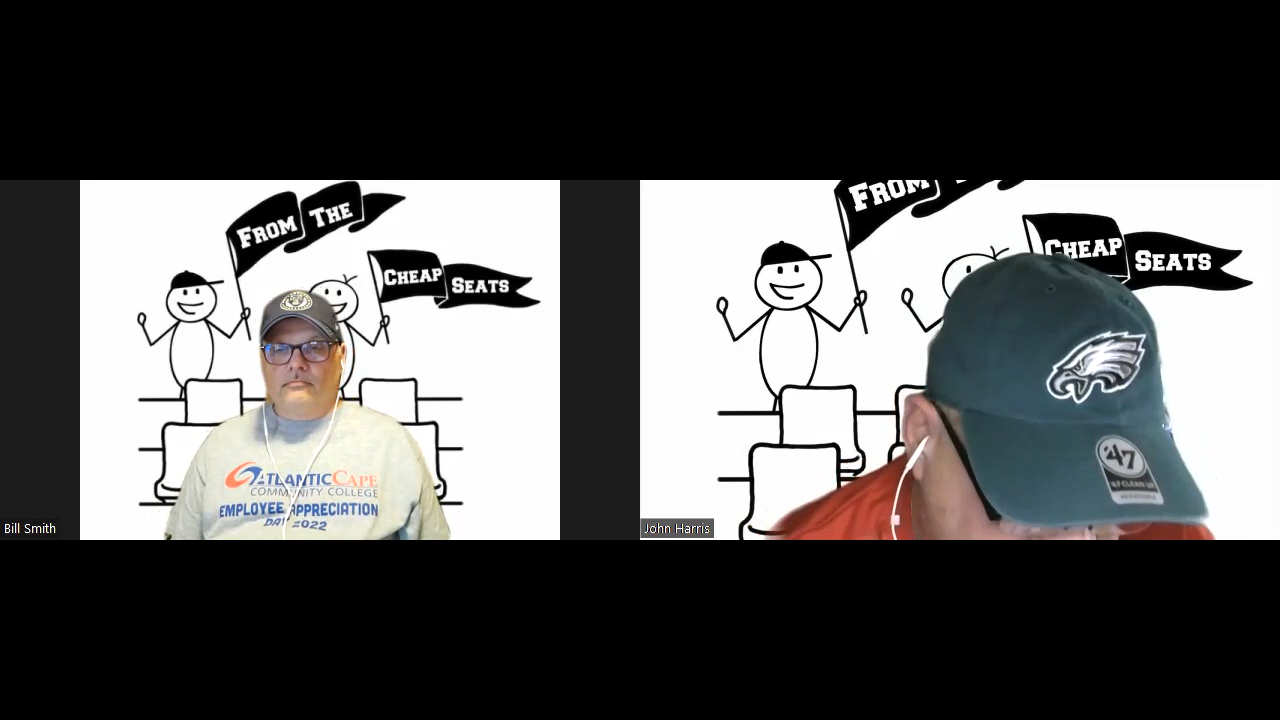 FROM THE
CHEAP SEATS
ATLANTICCAPE
COMMUNITY COLLEGE
EMPLOYEE APPRECIATION
DAY 2022
Bill Smith
FROM
CHEAP SEATS
47
John Harris